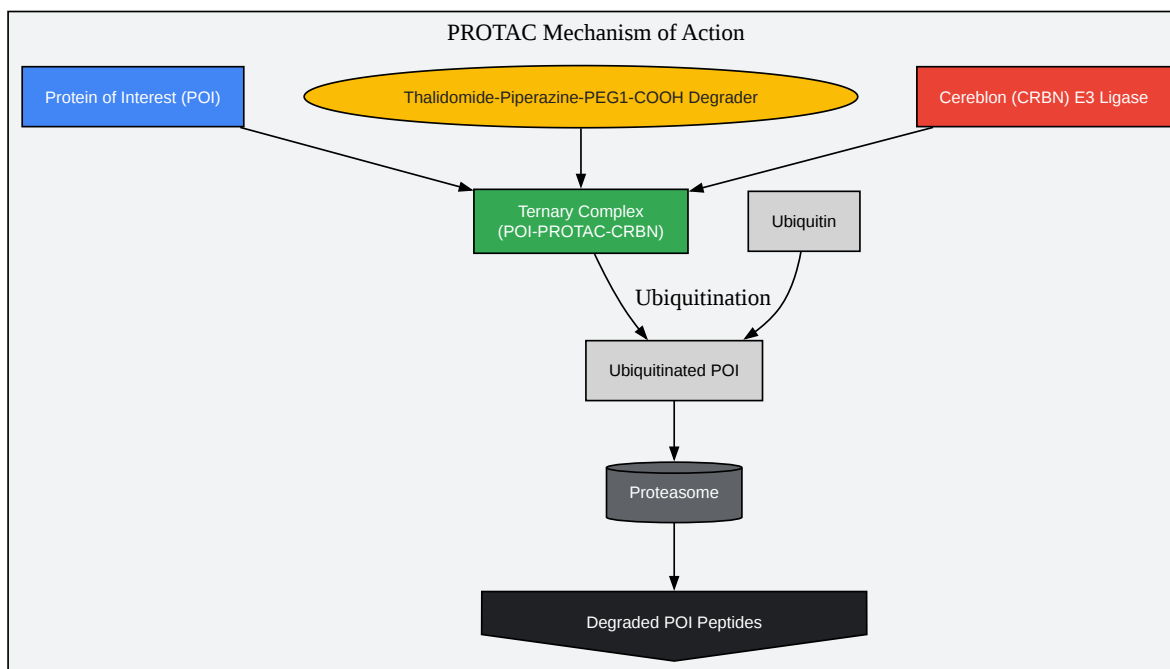 PROTAC Mechanism of Action
Protein of Interest (POI)
Thalidomide-Piperazine-PEG1-COOH Degrader
Cereblon (CRBN) E3 Ligase
Ternary Complex
(POI-PROTAC-CRBN)
Ubiquitin
Ubiquitination
Ubiquitinated POI
Proteasome
Degraded POI Peptides